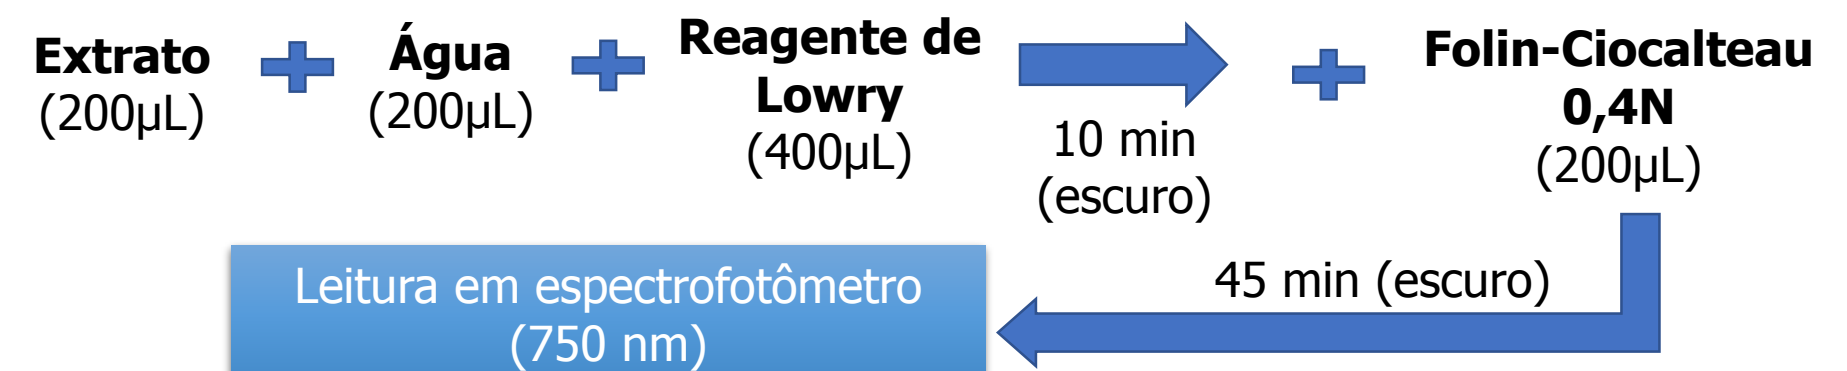 Extrato
(200µL)
Água
(200µL)
Reagente de
Lowry
(400µL)
10 min
(escuro)
Folin-Ciocalteau
0,4N
(200µL)
45 min (escuro)
Leitura em espectrofotômetro
(750 nm)